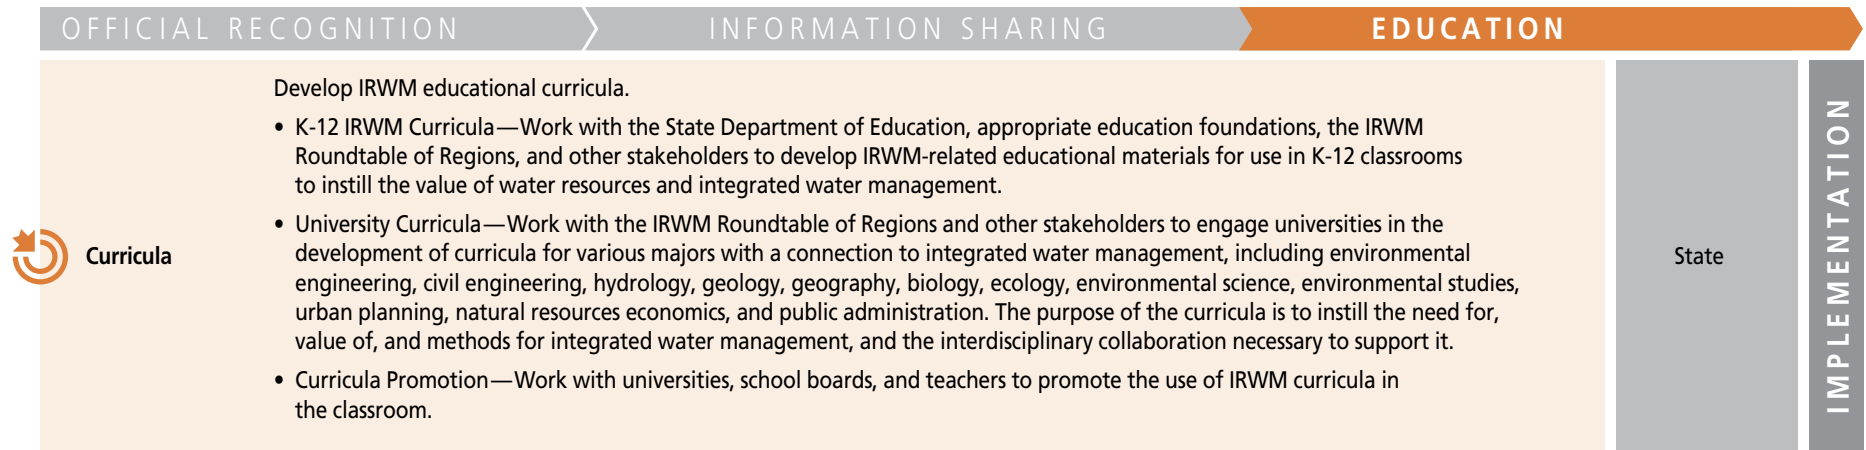 OFFICIAL RECOGNITION
INFORMATION SHARING
EDUCATION
Curricula
Develop IRWM educational curricula.
• K-12 IRWM Curricula—Work with the State Department of Education, appropriate education foundations, the IRWM
Roundtable of Regions, and other stakeholders to develop IRWM-related educational materials for use in K-12 classrooms
to instill the value of water resources and integrated water management.
• University Curricula—Work with the IRWM Roundtable of Regions and other stakeholders to engage universities in the
development of curricula for various majors with a connection to integrated water management, including environmental
engineering, civil engineering, hydrology, geology, geography, biology, ecology, environmental science, environmental studies,
urban planning, natural resources economics, and public administration. The purpose of the curricula is to instill the need for,
value of, and methods for integrated water management, and the interdisciplinary collaboration necessary to support it.
• Curricula Promotion—Work with universities, school boards, and teachers to promote the use of IRWM curricula in
the classroom.
State
IMPLEMENTATION